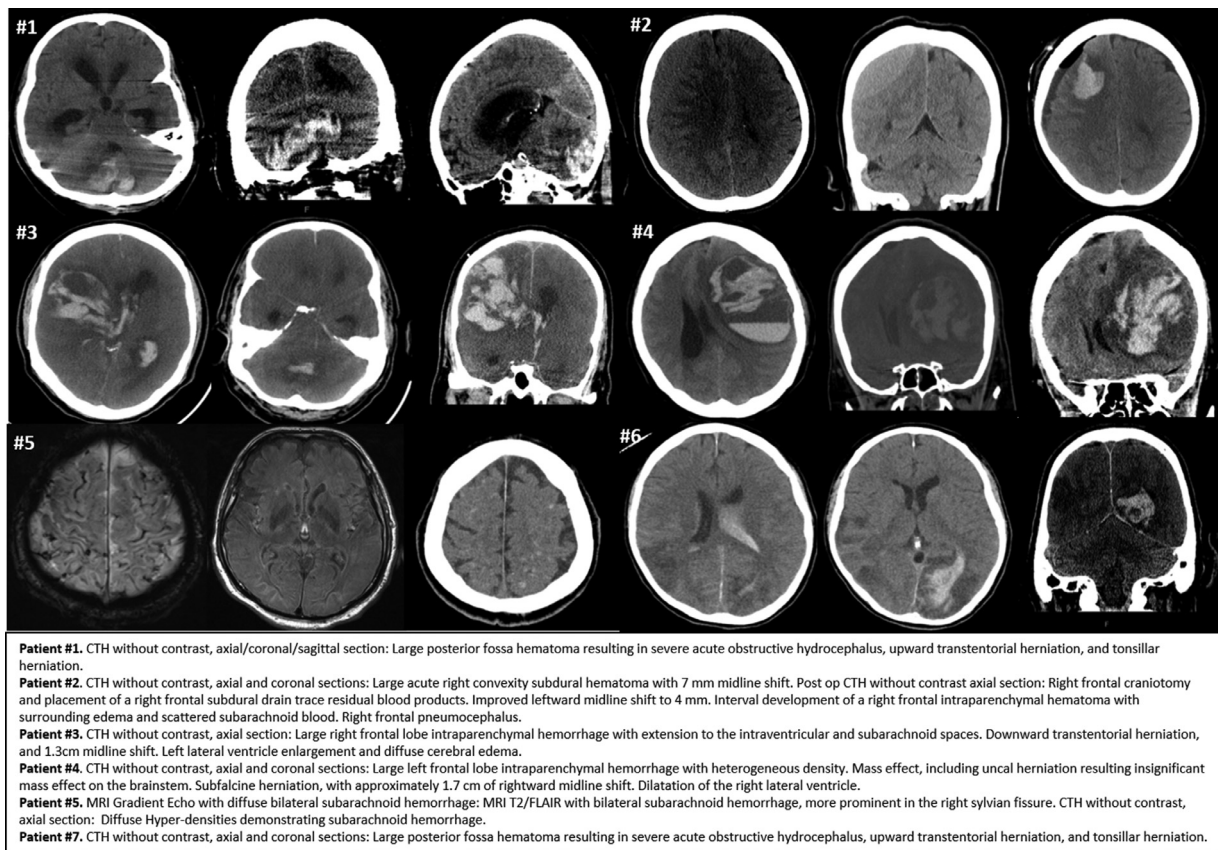 #1
#2
#3
#4
#5
#6
Patient #1. CTH without contrast, axial/coronal/sagittal section: Large posterior fossa hematoma resulting in severe acute obstructive hydrocephalus, upward transtentorial herniation, and tonsillar
herniation.
Patient #2. CTH without contrast, axial and coronal sections: Large acute right convexity subdural hematoma with 7 mm midline shift. Post op CTH without contrast axial section: Right frontal craniotomy
and placement of a right frontal subdural drain trace residual blood products. Improved leftward midline shift to 4 mm. Interval development of a right frontal intraparenchymal hematoma with
surrounding edema and scattered subarachnoid blood. Right frontal pneumocephalus.
Patient #3. CTH without contrast, axial section: Large right frontal lobe intraparenchymal hemorrhage with extension to the intraventricular and subarachnoid spaces. Downward transtentorial herniation,
and 1.3cm midline shift. Left lateral ventricle enlargement and diffuse cerebral edema.
Patient #4. CTH without contrast, axial and coronal sections: Large left frontal lobe intraparenchymal hemorrhage with heterogeneous density. Mass effect, including uncal herniation resulting insignificant
mass effect on the brainstem. Subfalcine herniation, with approximately 1.7 cm of rightward midline shift. Dilatation of the right lateral ventricle.
Patient #5. MRI Gradient Echo with diffuse bilateral subarachnoid hemorrhage: MRI T2/FLAIR with bilateral subarachnoid hemorrhage, more prominent in the right sylvian fissure. CTH without contrast,
axial section: Diffuse Hyper-densities demonstrating subarachnoid hemorrhage.
Patient #7. CTH without contrast, axial and coronal sections: Large posterior fossa hematoma resulting in severe acute obstructive hydrocephalus, upward transtentorial herniation, and tonsillar herniation.